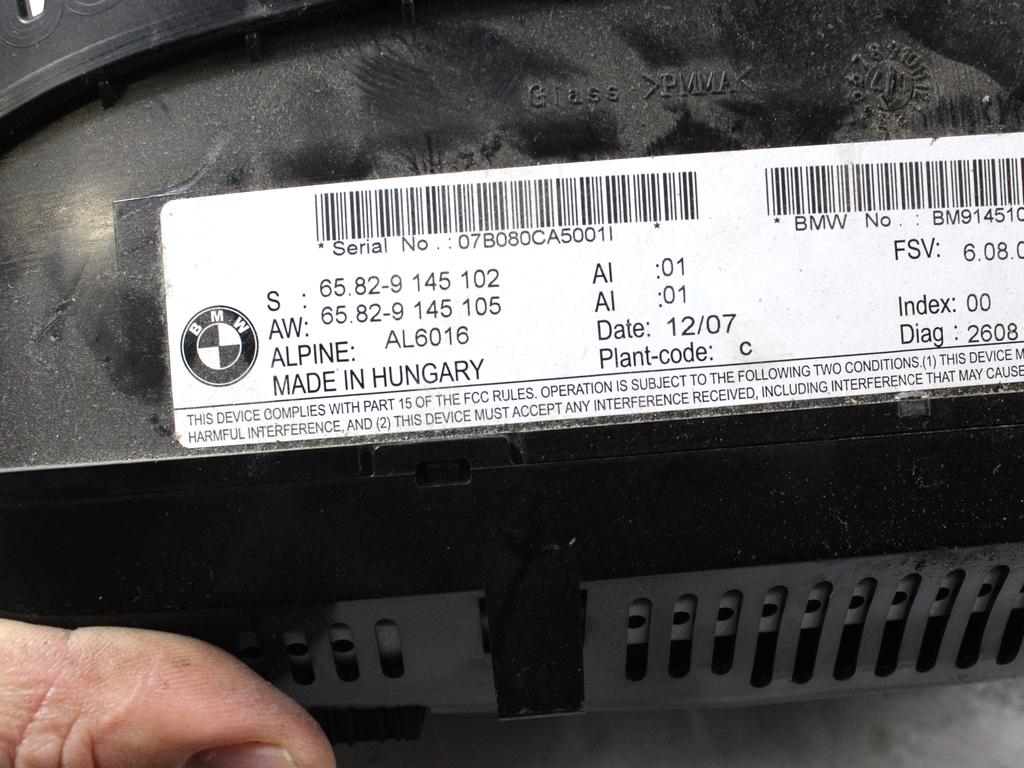 Glass >PMMA<
* Serial No.: 07B080CA5001I *
* BMW No.: BM914510
S : 65.82-9 145 102 AI :01 FSV: 6.08.0
AW: 65.82-9 145 105 AI :01 Index: 00
ALPINE: AL6016 Date: 12/07 Diag : 2608
MADE IN HUNGARY Plant-code: c
BMW
THIS DEVICE COMPLIES WITH PART 15 OF THE FCC RULES. OPERATION IS SUBJECT TO THE FOLLOWING TWO CONDITIONS.(1) THIS DEVICE M
HARMFUL INTERFERENCE, AND (2) THIS DEVICE MUST ACCEPT ANY INTERFERENCE RECEIVED, INCLUDING INTERFERENCE THAT MAY CAUSE